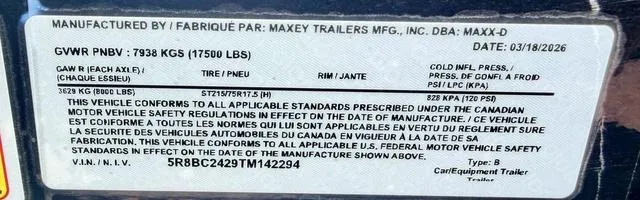 MANUFACTURED BY / FABRIQUÉ PAR: MAXEY TRAILERS MFG., INC. DBA: MAXX-D
GVWR PNBV : 7938 KGS (17500 LBS) DATE: 03/18/2026
GAWR (EACH AXLE) / (CHAQUE ESSIEU) TIRE / PNEU RIM / JANTE COLD INFL. PRESS. / PRESS. DE GONFL A FROID PSI / LPC (KPA)
3629 KG (8000 LBS) ST215/75R17.5 (H) 828 KPA (120 PSI)
THIS VEHICLE CONFORMS TO ALL APPLICABLE STANDARDS PRESCRIBED UNDER THE CANADIAN
MOTOR VEHICLE SAFETY REGULATIONS IN EFFECT ON THE DATE OF MANUFACTURE. / CE VEHICULE
EST CONFORME A TOUTES LES NORMES QUI LUI SONT APPLICABLES EN VERTU DU REGLEMENT SUR
LA SECURITE DES VEHICULES AUTOMOBILES DU CANADA EN VIGUEUR À LA DATE DE SA
FABRICATION. THIS VEHICLE CONFORMS TO ALL APPLICABLE U.S. FEDERAL MOTOR VEHICLE SAFETY
STANDARDS IN EFFECT ON THE DATE OF THE MANUFACTURE SHOWN ABOVE.
V.I.N. / N.I.V. 5R8BC2429TM142294 Type: B
Car/Equipment Trailer
Trailer